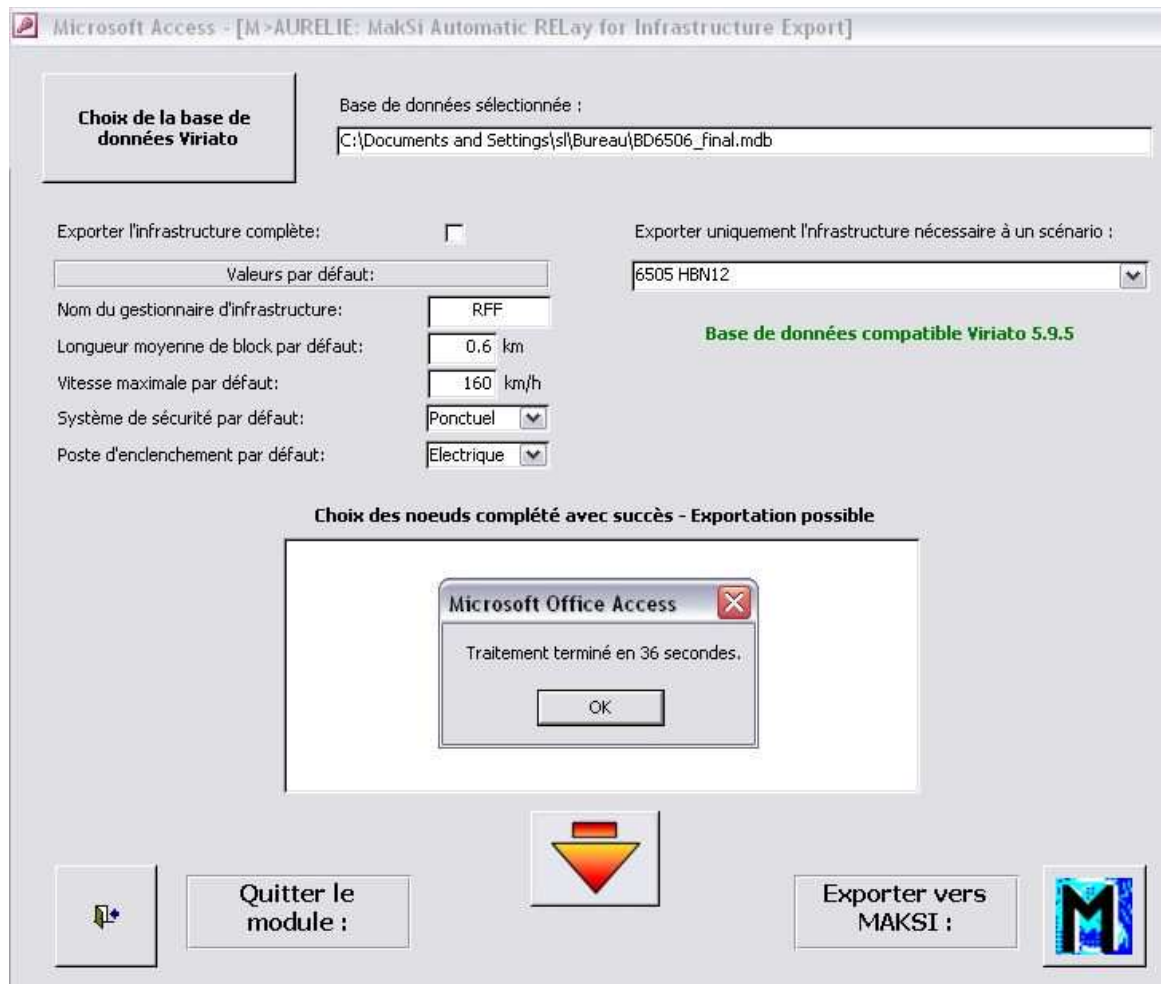 Microsoft Access - [M>AURELIE: MakSi Automatic RELay for Infrastructure Export]
Choix de la base de
données Viriato
Base de données sélectionnée :
C:\Documents and Settings\sl\Bureau\BD6506_final.mdb
Exporter l'infrastructure complète:
Exporter uniquement l'nfrastructure nécessaire à un scénario :
Valeurs par défaut:
6505 HBN12
Nom du gestionnaire d'infrastructure:
RFF
Base de données compatible Viriato 5.9.5
Longueur moyenne de block par défaut:
0.6 km
Vitesse maximale par défaut:
160 km/h
Système de sécurité par défaut:
Ponctuel
Poste d'enclenchement par défaut:
Electrique
Choix des noeuds complété avec succès - Exportation possible
Microsoft Office Access
Traitement terminé en 36 secondes.
OK
Quitter le
module :
Exporter vers
MAKSI :
M